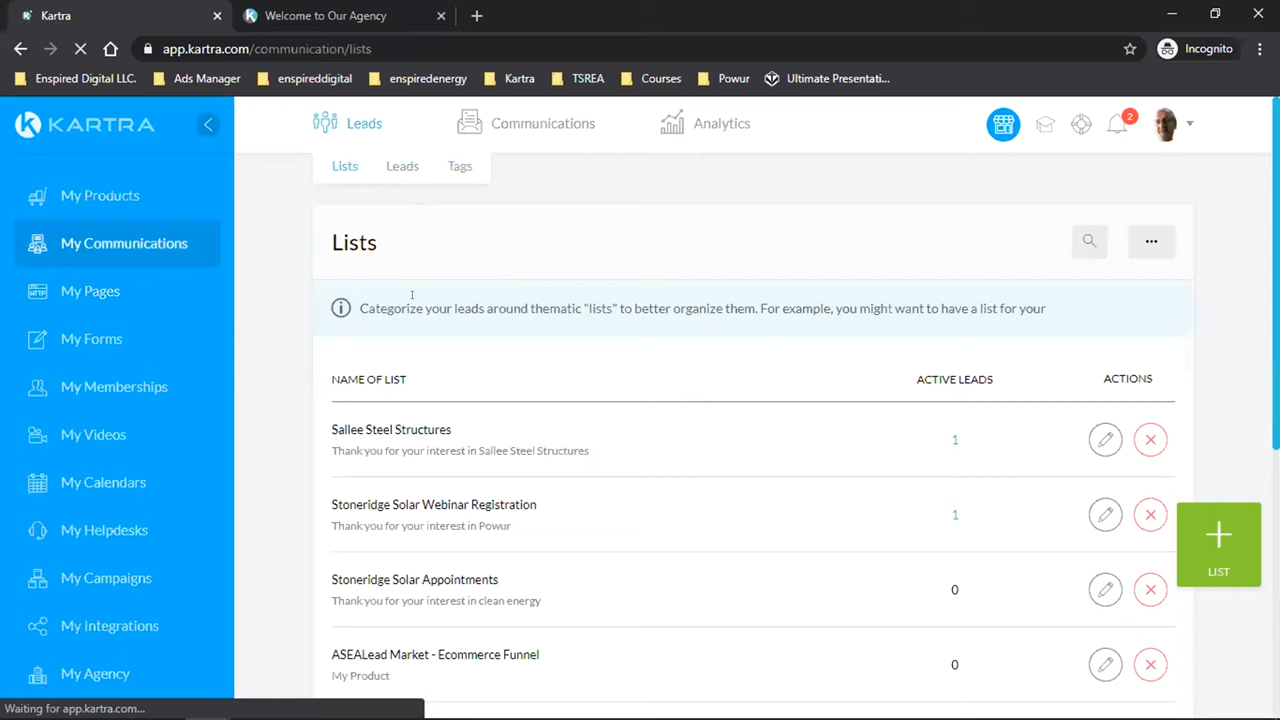 Kartra
Welcome to Our Agency
app.kartra.com/communication/lists
Incognito
Enspired Digital LLC.
Ads Manager
enspireddigital
enspiredenergy
Kartra
TSREA
Courses
Powur
Ultimate Presentati...
KARTRA
Leads
Communications
Analytics
2
My Products
My Communications
My Pages
My Forms
My Memberships
My Videos
My Calendars
My Helpdesks
My Campaigns
My Integrations
My Agency
Lists
Leads
Tags
Lists
Categorize your leads around thematic "lists" to better organize them. For example, you might want to have a list for your
NAME OF LIST
ACTIVE LEADS
ACTIONS
Sallee Steel Structures
Thank you for your interest in Sallee Steel Structures
1
Stoneridge Solar Webinar Registration
Thank you for your interest in Powur
1
Stoneridge Solar Appointments
Thank you for your interest in clean energy
0
ASEALead Market - Ecommerce Funnel
My Product
0
LIST
Waiting for app.kartra.com...